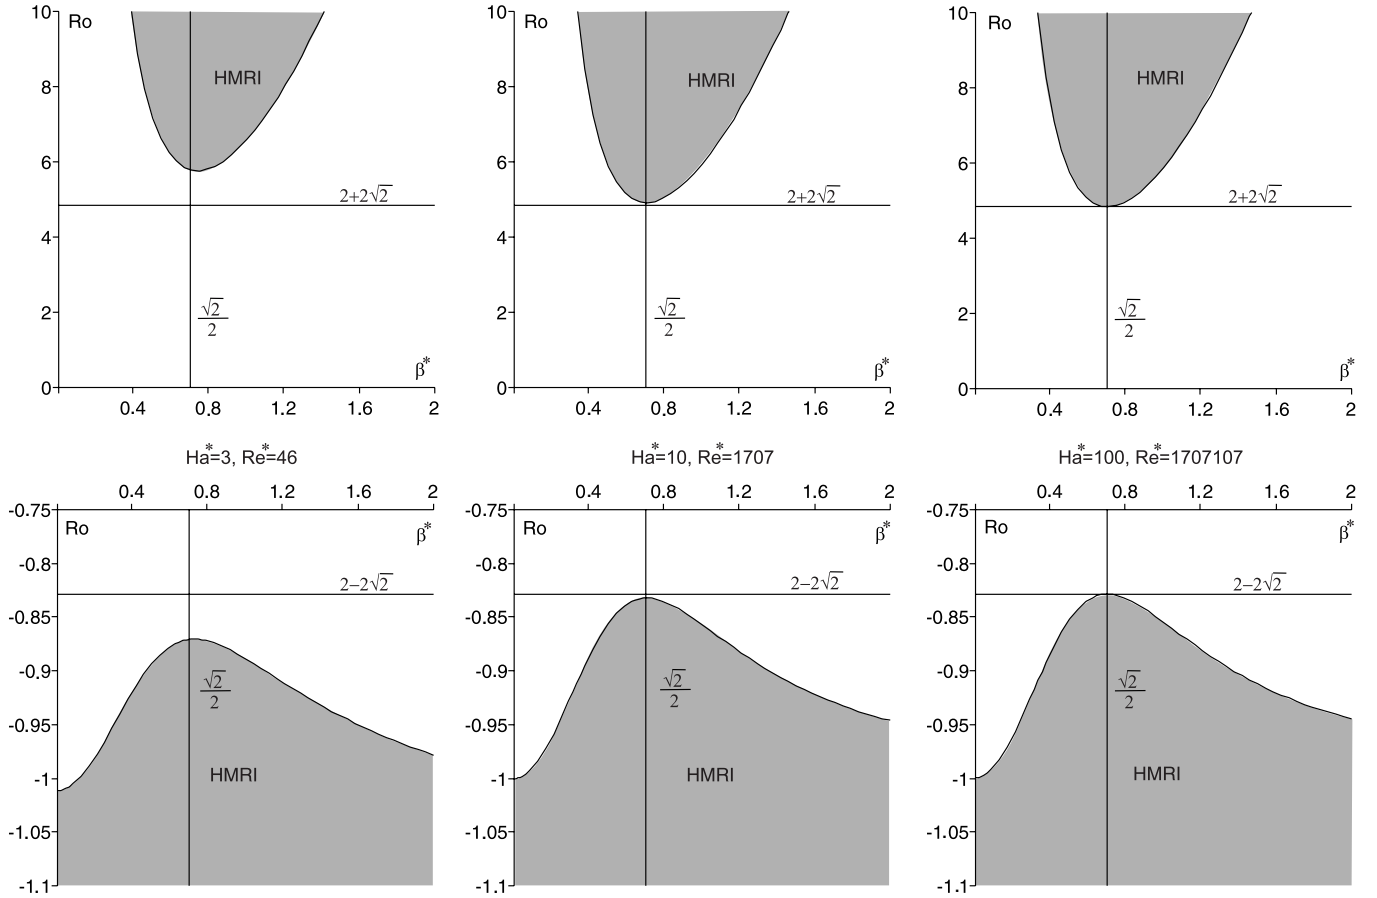 10 Ro
8
HMRI
6
2+2√2
4
2
√2/2
0
β*
0.4 0.8 1.2 1.6 2
10 Ro
8
HMRI
6
2+2√2
4
2
√2/2
0
β*
0.4 0.8 1.2 1.6 2
10 Ro
8
HMRI
6
2+2√2
4
2
√2/2
0
β*
0.4 0.8 1.2 1.6 2
Ha*=3, Re*=46
0.4 0.8 1.2 1.6 2
-0.75
Ro
β*
-0.8
2−2√2
-0.85
-0.9
√2/2
-0.95
-1
HMRI
-1.05
-1.1
Ha*=10, Re*=1707
0.4 0.8 1.2 1.6 2
-0.75
Ro
β*
-0.8
2−2√2
-0.85
-0.9
√2/2
-0.95
-1
HMRI
-1.05
-1.1
Ha*=100, Re*=1707107
0.4 0.8 1.2 1.6 2
-0.75
Ro
β*
-0.8
2−2√2
-0.85
-0.9
√2/2
-0.95
-1
HMRI
-1.05
-1.1